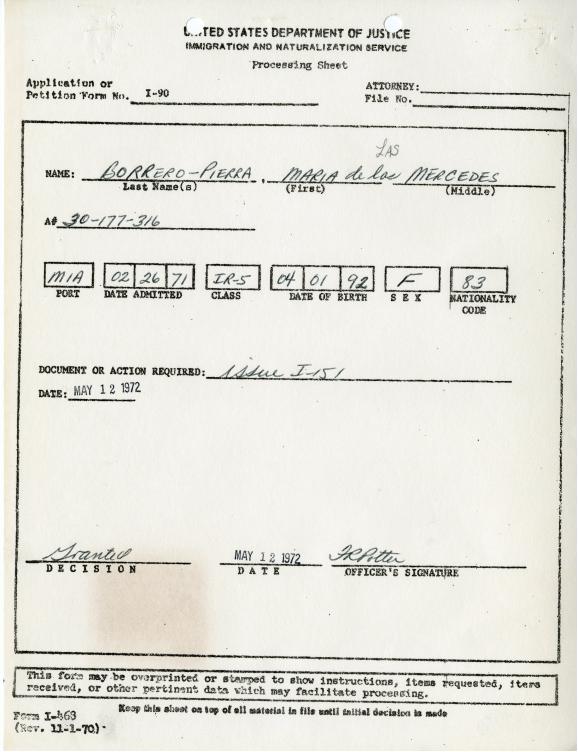 UNITED STATES DEPARTMENT OF JUSTICE
IMMIGRATION AND NATURALIZATION SERVICE
Processing Sheet
Application or
Petition Form No. I-90
ATTORNEY:
File No.
LAS
NAME: BORRERO-PIERRA , MARIA de las MERCEDES
Last Name(s) (First) (Middle)
A# 30-177-316
MIA 02 26 71 IR-5 04 01 92 F 83
PORT DATE ADMITTED CLASS DATE OF BIRTH SEX NATIONALITY
CODE
DOCUMENT OR ACTION REQUIRED: issue I-151
DATE: MAY 12 1972
Granted MAY 12 1972 FR Potter
DECISION DATE OFFICER'S SIGNATURE
This form may be overprinted or stamped to show instructions, items requested, items
received, or other pertinent data which may facilitate processing.
Form I-468
(Rev. 11-1-70)
Keep this sheet on top of all material in file until initial decision is made